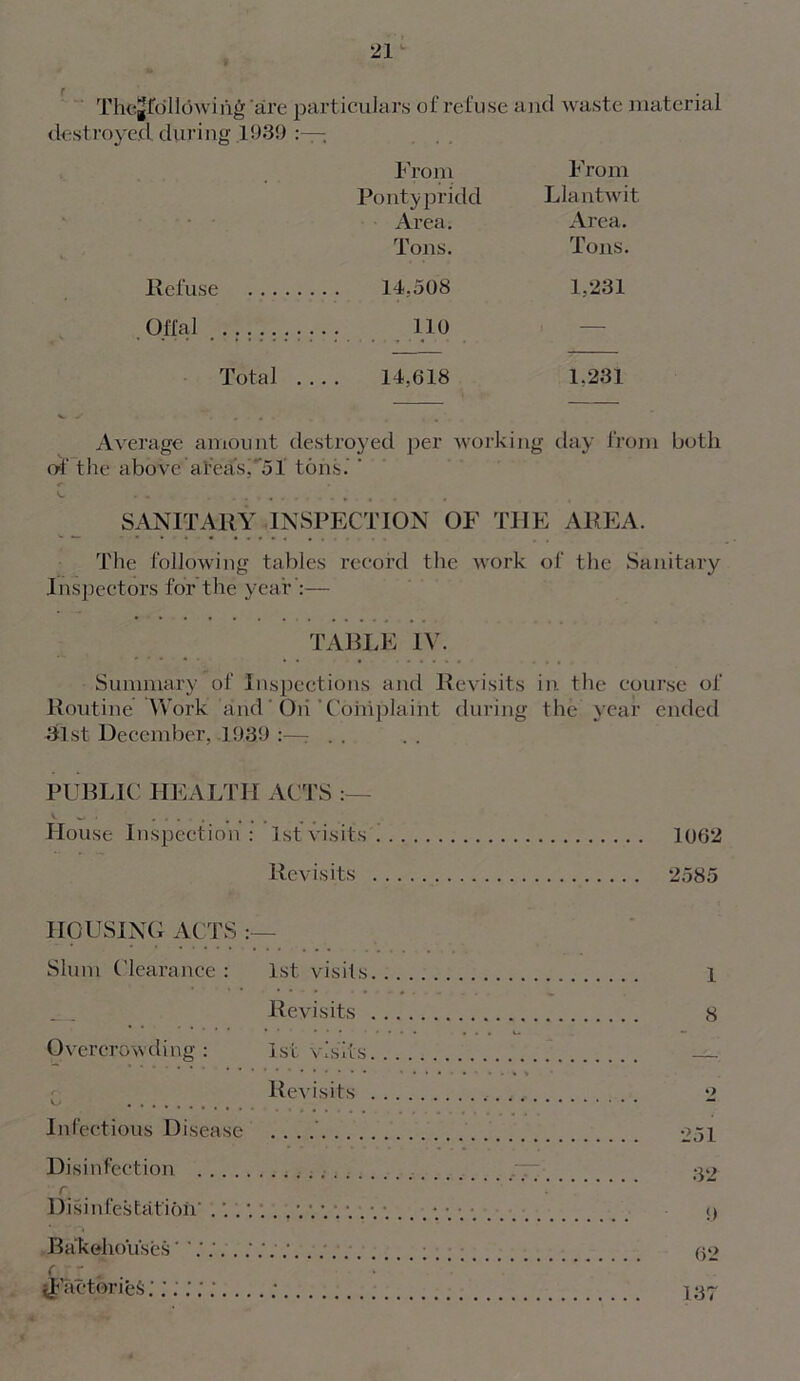 21
The following are particulars of refuse and waste material
destroyed during 1939 :—
From From
Pontypridd Llantwit
Area. Area.
Tons. Tons.
Refuse ........ 14,508 1,231
Offal .......... 110 —
Total .... 14,618 1,231
Average amount destroyed per working day from both
of the above areas, 51 tons.
SANITARY INSPECTION OF THE AREA.
The following tables record the work of the Sanitary
Inspectors for the year :—
TABLE IV.
Summary of Inspections and Revisits in the course of
Routine Work and On Complaint during the year ended
31st December, 1939 :—
PUBLIC HEALTH ACTS :—
House Inspection : 1st visits .................... 1062
Revisits .................... 2585
HOUSING ACTS :—
Slum Clearance : 1st visits.................... 1
Revisits .................... 8
Overcrowding : 1st visits.................... —
Revisits .................... 2
Infectious Disease .................... 251
Disinfection .................... 32
Disinfestation .................... 9
Bakehouses .................... 62
Factories .................... 137